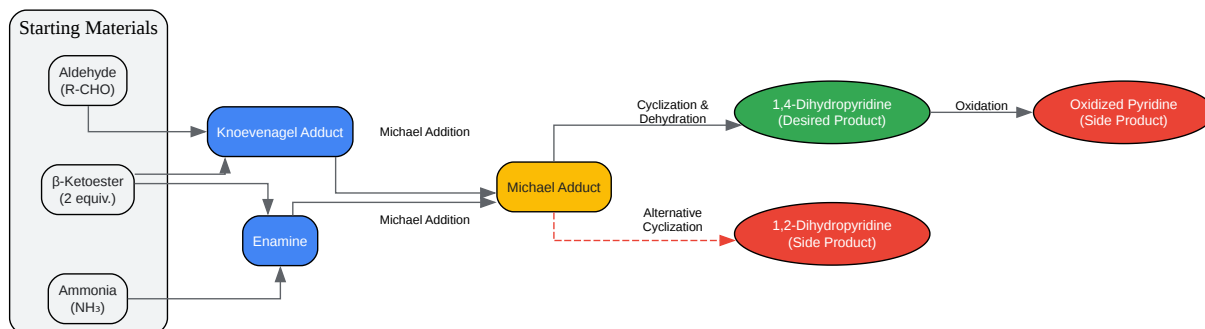 Starting Materials
Aldehyde
(R-CHO)
β-Ketoester
(2 equiv.)
Ammonia
(NH₃)
Knoevenagel Adduct
Enamine
Michael Addition
Michael Addition
Michael Adduct
Cyclization &
Dehydration
Alternative
Cyclization
1,4-Dihydropyridine
(Desired Product)
1,2-Dihydropyridine
(Side Product)
Oxidation
Oxidized Pyridine
(Side Product)